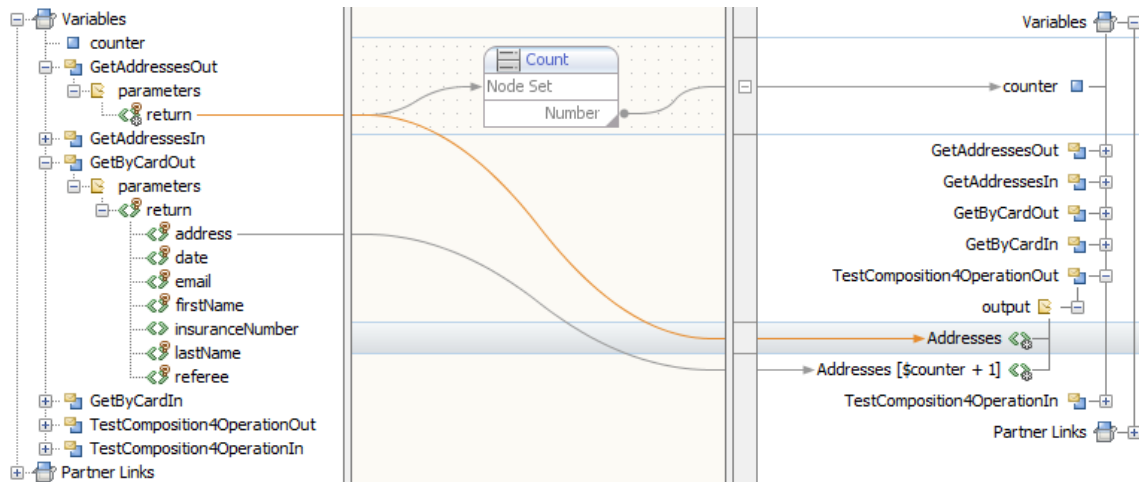 Variables
counter
GetAddressesOut
parameters
return
GetAddressesIn
GetByCardOut
parameters
return
address
date
email
firstName
insuranceNumber
lastName
referee
GetByCardIn
TestComposition4OperationOut
TestComposition4OperationIn
Partner Links
Count
Node Set
Number
Variables
counter
GetAddressesOut
GetAddressesIn
GetByCardOut
GetByCardIn
TestComposition4OperationOut
output
Addresses
Addresses [$counter + 1]
TestComposition4OperationIn
Partner Links